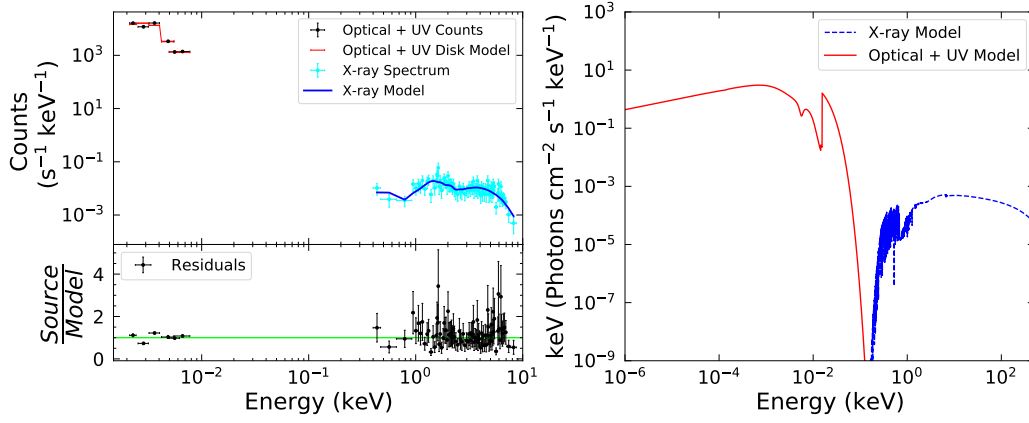 Counts
(s⁻¹ keV⁻¹)
10⁴
10¹
10⁻²
10⁻³
Optical + UV Counts
Optical + UV Disk Model
X-ray Spectrum
X-ray Model
Source
Model
4
2
0
Residuals
10⁻²
10⁻¹
10⁰
10¹
Energy (keV)
keV (Photons cm⁻² s⁻¹ keV⁻¹)
10³
10¹
10⁻¹
10⁻³
10⁻⁵
10⁻⁷
10⁻⁹
X-ray Model
Optical + UV Model
10⁻⁶
10⁻⁴
10⁻²
10⁰
10²
Energy (keV)